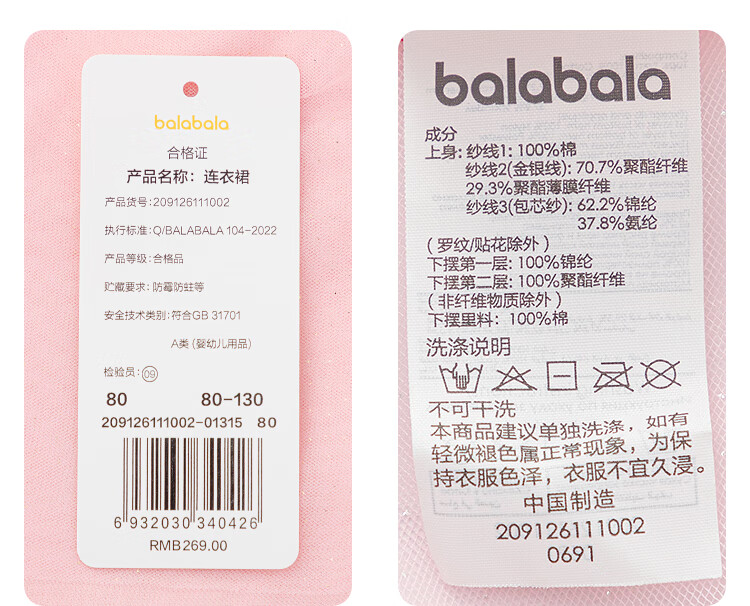 balabala
合格证
产品名称：连衣裙
产品货号：209126111002
执行标准：Q/BALABALA 104-2022
产品等级：合格品
贮藏要求：防霉防蛀等
安全技术类别：符合GB 31701
A类 (婴幼儿用品)
检验员：09
80 80-130
209126111002-01315 80
6 932030 340426
RMB269.00
balabala
成分
上身：纱线1：100%棉
纱线2(金银线)：70.7%聚酯纤维
29.3%聚酯薄膜纤维
纱线3(包芯纱)：62.2%锦纶
37.8%氨纶
（罗纹/贴花除外）
下摆第一层：100%锦纶
下摆第二层：100%聚酯纤维
（非纤维物质除外）
下摆里料：100%棉
洗涤说明
不可干洗
本商品建议单独洗涤，如有
轻微褪色属正常现象，为保
持衣服色泽，衣服不宜久浸。
中国制造
209126111002
0691